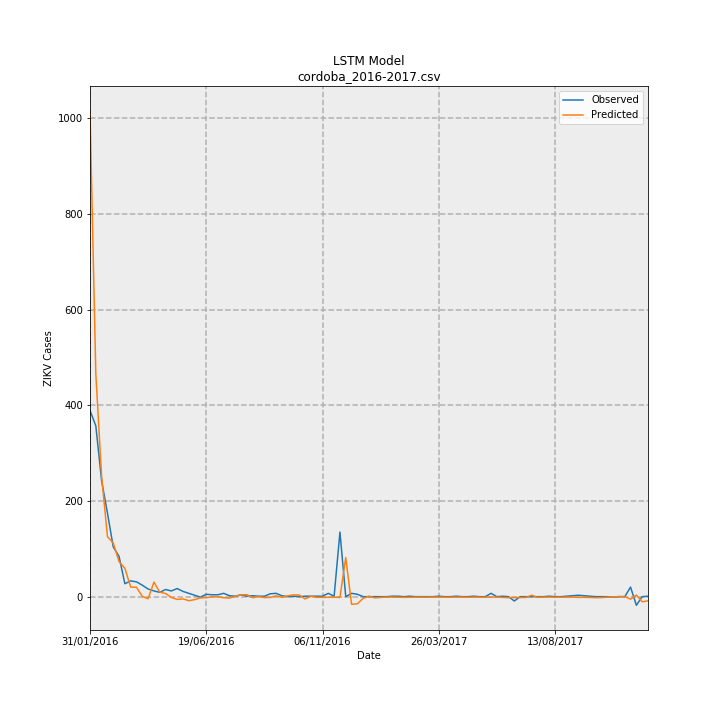 LSTM Model
cordoba_2016-2017.csv
Observed
Predicted
1000
800
600
400
200
0
ZIKV Cases
31/01/2016
19/06/2016
06/11/2016
26/03/2017
13/08/2017
Date